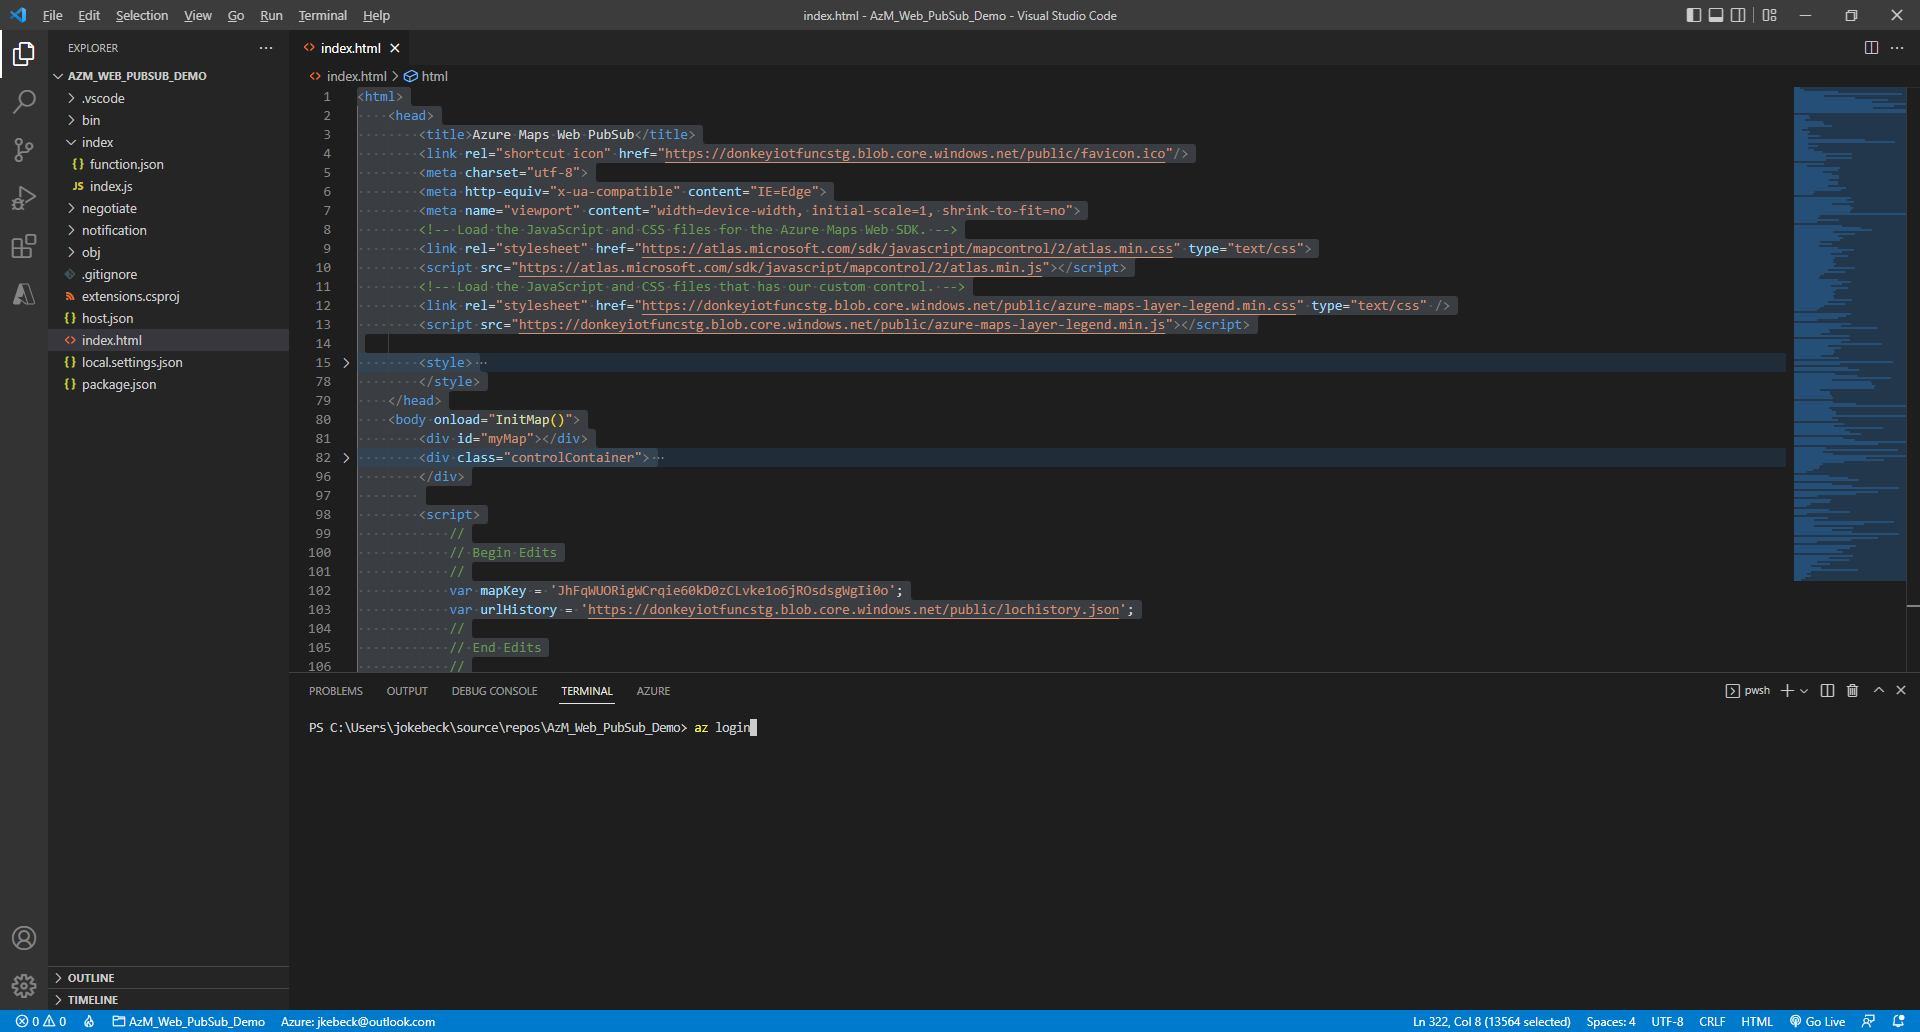 File Edit Selection View Go Run Terminal Help
index.html - AzM_Web_PubSub_Demo - Visual Studio Code
EXPLORER
AZM_WEB_PUBSUB_DEMO
.vscode
bin
index
{} function.json
JS index.js
negotiate
notification
obj
.gitignore
extensions.csproj
{} host.json
<> index.html
{} local.settings.json
{} package.json
OUTLINE
TIMELINE
<> index.html
<> index.html > html
1 <html>
2 <head>
3 <title>Azure Maps Web PubSub</title>
4 <link rel="shortcut icon" href="https://donkeyiotfuncstg.blob.core.windows.net/public/favicon.ico"/>
5 <meta charset="utf-8">
6 <meta http-equiv="x-ua-compatible" content="IE=Edge">
7 <meta name="viewport" content="width=device-width, initial-scale=1, shrink-to-fit=no">
8 <!-- Load the JavaScript and CSS files for the Azure Maps Web SDK. -->
9 <link rel="stylesheet" href="https://atlas.microsoft.com/sdk/javascript/mapcontrol/2/atlas.min.css" type="text/css">
10 <script src="https://atlas.microsoft.com/sdk/javascript/mapcontrol/2/atlas.min.js"></script>
11 <!-- Load the JavaScript and CSS files that has our custom control. -->
12 <link rel="stylesheet" href="https://donkeyiotfuncstg.blob.core.windows.net/public/azure-maps-layer-legend.min.css" type="text/css" />
13 <script src="https://donkeyiotfuncstg.blob.core.windows.net/public/azure-maps-layer-legend.min.js"></script>
14
15 <style>…
78 </style>
79 </head>
80 <body onload="InitMap()">
81 <div id="myMap"></div>
82 <div class="controlContainer">…
96 </div>
97
98 <script>
99 //
100 // Begin Edits
101 //
102 var mapKey = 'JhFqWUORigWCrqie60kD0zCLvke1o6jROsdsgWgIi0o';
103 var urlHistory = 'https://donkeyiotfuncstg.blob.core.windows.net/public/lochistory.json';
104 //
105 // End Edits
106 //
PROBLEMS OUTPUT DEBUG CONSOLE TERMINAL AZURE
pwsh
PS C:\Users\jokebeck\source\repos\AzM_Web_PubSub_Demo> az login
0 0 AzM_Web_PubSub_Demo Azure: jkebeck@outlook.com
Ln 322, Col 8 (13564 selected) Spaces: 4 UTF-8 CRLF HTML Go Live